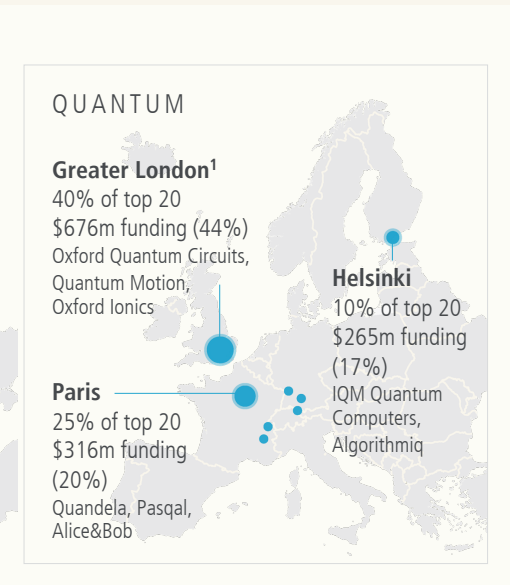 QUANTUM
Greater London¹
40% of top 20
$676m funding (44%)
Oxford Quantum Circuits,
Quantum Motion,
Oxford Ionics
Helsinki
10% of top 20
$265m funding
(17%)
IQM Quantum
Computers,
Algorithmiq
Paris
25% of top 20
$316m funding
(20%)
Quandela, Pasqal,
Alice&Bob